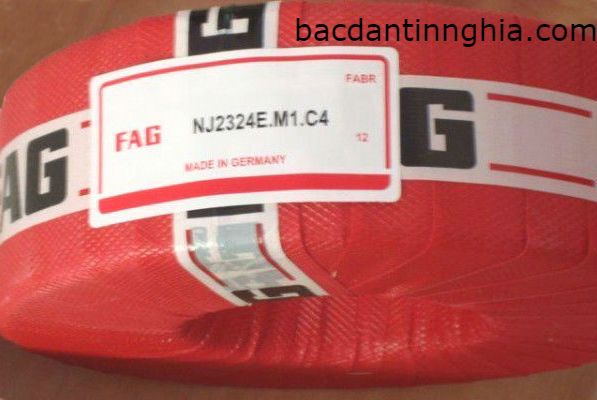 bacdantinnghia.com
FAG
FABR
FAG
NJ2324E.M1.C4
12
MADE IN GERMANY